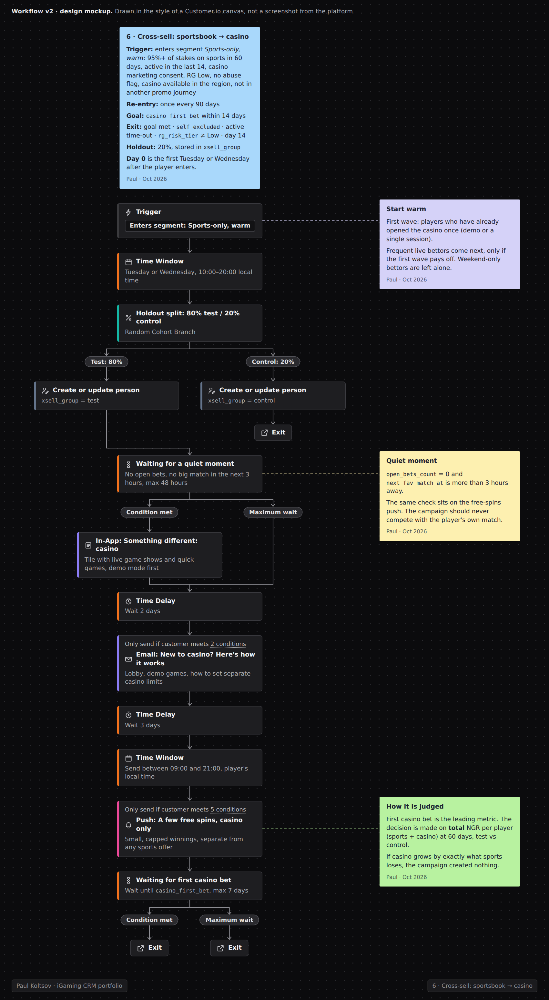 Workflow v2 · design mockup. Drawn in the style of a Customer.io canvas, not a screenshot from the platform
6 · Cross-sell: sportsbook → casino
Trigger: enters segment Sports-only,
warm: 95%+ of stakes on sports in 60
days, active in the last 14, casino
marketing consent, RG Low, no abuse
flag, casino available in the region, not in
another promo journey
Re-entry: once every 90 days
Goal: casino_first_bet within 14 days
Exit: goal met · self_excluded · active
time-out · rg_risk_tier ≠ Low · day 14
Holdout: 20%, stored in xsell_group
Day 0 is the first Tuesday or Wednesday
after the player enters.
Paul · Oct 2026
Trigger
Enters segment: Sports-only, warm
Start warm
First wave: players who have already
opened the casino once (demo or a
single session).
Frequent live bettors come next, only if
the first wave pays off. Weekend-only
bettors are left alone.
Paul · Oct 2026
Time Window
Tuesday or Wednesday, 10:00–20:00 local
time
Holdout split: 80% test / 20%
control
Random Cohort Branch
Test: 80%
Control: 20%
Create or update person
xsell_group = test
Create or update person
xsell_group = control
Exit
Waiting for a quiet moment
No open bets, no big match in the next 3
hours, max 48 hours
Quiet moment
open_bets_count = 0 and
next_fav_match_at is more than 3 hours
away.
The same check sits on the free-spins
push. The campaign should never
compete with the player's own match.
Paul · Oct 2026
Condition met
Maximum wait
In-App: Something different:
casino
Tile with live game shows and quick
games, demo mode first
Time Delay
Wait 2 days
Only send if customer meets 2 conditions
Email: New to casino? Here's how
it works
Lobby, demo games, how to set separate
casino limits
Time Delay
Wait 3 days
Time Window
Send between 09:00 and 21:00, player's
local time
Only send if customer meets 5 conditions
Push: A few free spins, casino
only
Small, capped winnings, separate from
any sports offer
How it is judged
First casino bet is the leading metric. The
decision is made on total NGR per player
(sports + casino) at 60 days, test vs
control.
If casino grows by exactly what sports
loses, the campaign created nothing.
Paul · Oct 2026
Waiting for first casino bet
Wait until casino_first_bet, max 7 days
Condition met
Maximum wait
Exit
Exit
Paul Koltsov · iGaming CRM portfolio
6 · Cross-sell: sportsbook → casino